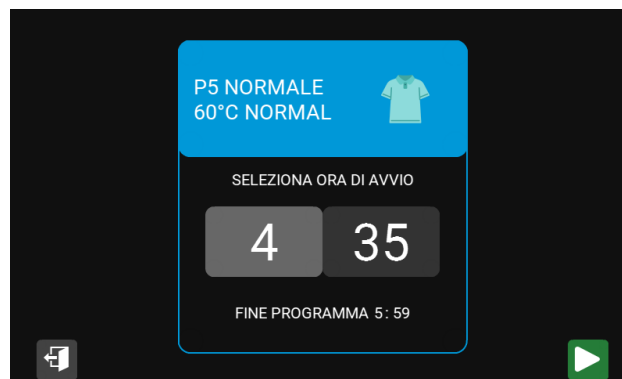 P5 NORMALE
60°C NORMAL
SELEZIONA ORA DI AVVIO
4 35
FINE PROGRAMMA 5:59